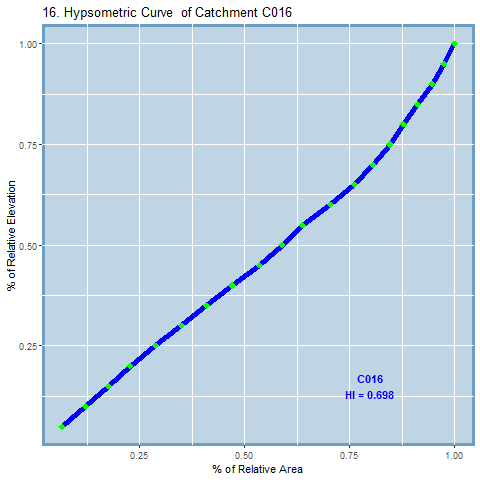 16. Hypsometric Curve  of Catchment C016
1.00
0.75
0.50
0.25
% of Relative Elevation
C016
HI = 0.698
0.25 0.50 0.75 1.00
% of Relative Area